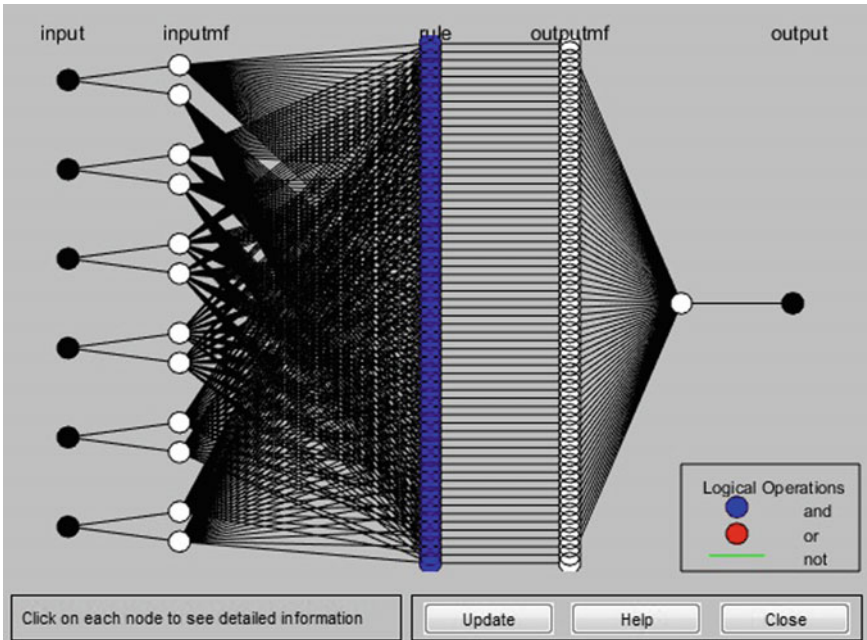 input inputmf rule outputmf output
Logical Operations
and
or
not
Click on each node to see detailed information
Update Help Close